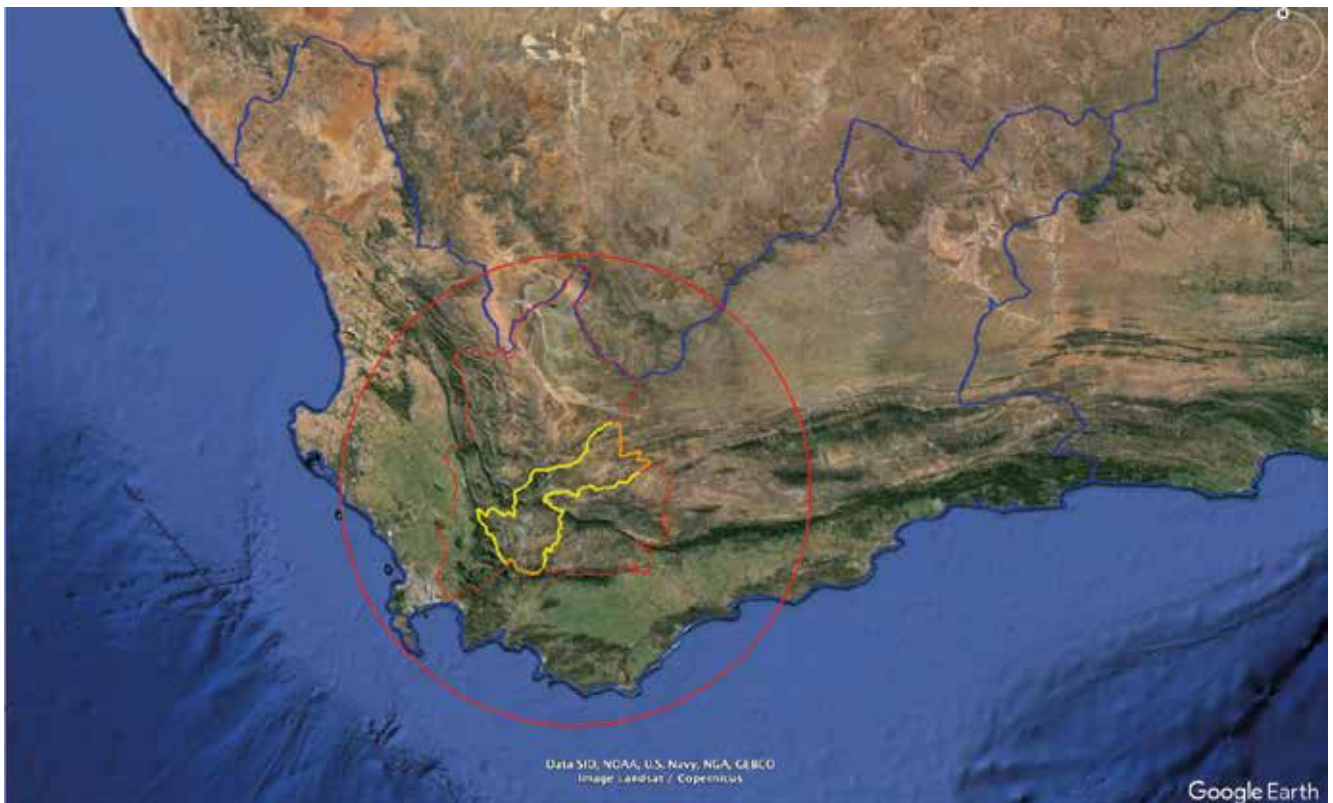 Data SIO, NOAA, U.S. Navy, NGA, GEBCO
Image Landsat / Copernicus
Google Earth